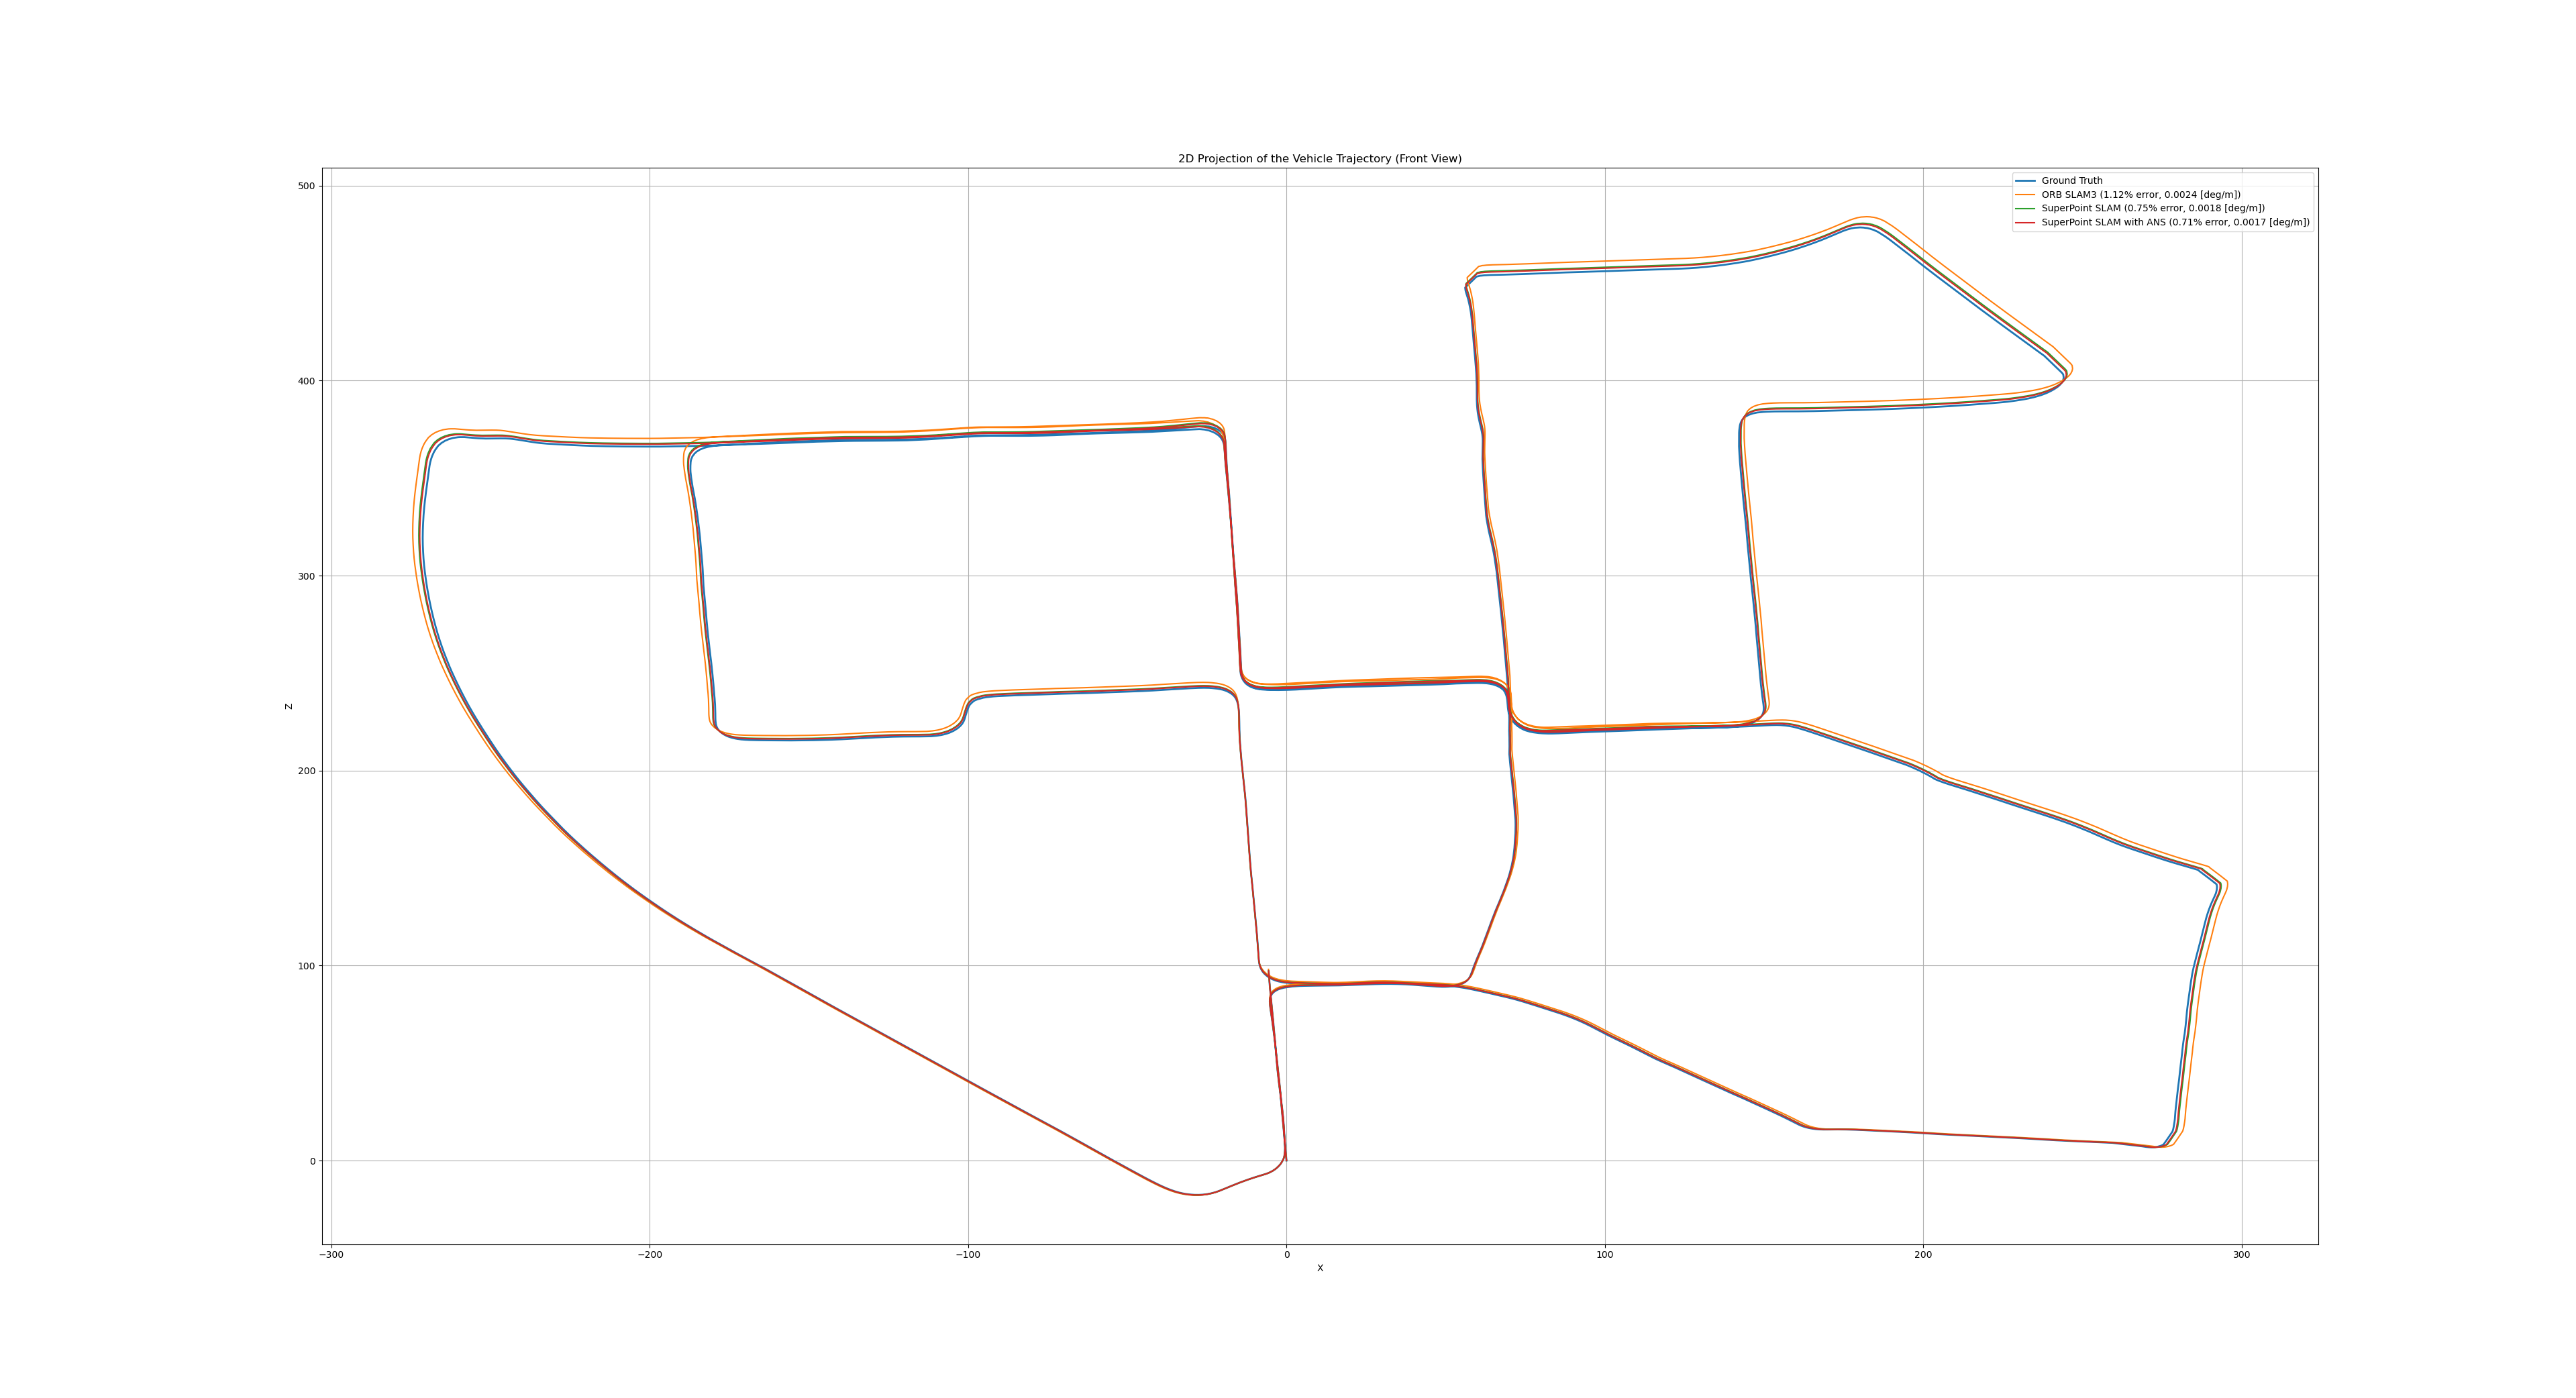 2D Projection of the Vehicle Trajectory (Front View)
Ground Truth
ORB SLAM3 (1.12% error, 0.0024 [deg/m])
SuperPoint SLAM (0.75% error, 0.0018 [deg/m])
SuperPoint SLAM with ANS (0.71% error, 0.0017 [deg/m])
500
400
300
200
100
0
Z
−300
−200
−100
0
100
200
300
X